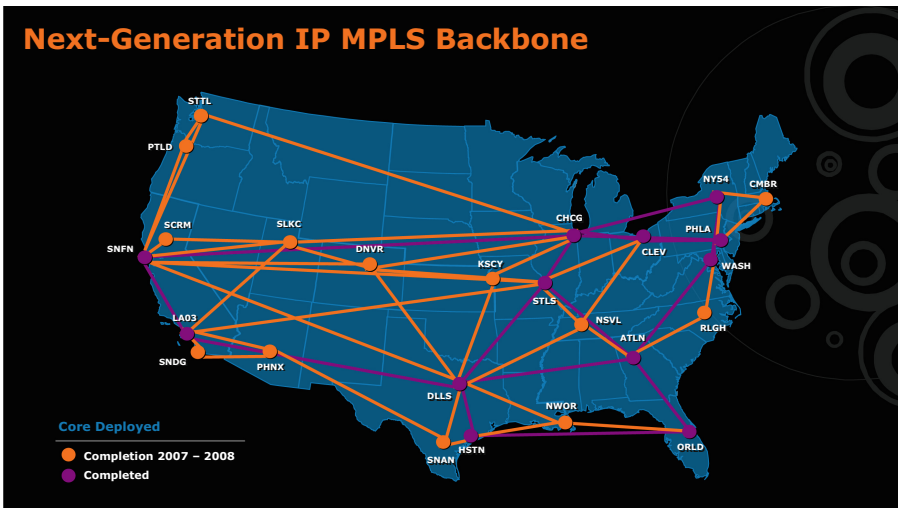 Next-Generation IP MPLS Backbone
STTL
PTLD
NY54
CMBR
SCRM
SLKC
CHCG
PHLA
SNFN
DNVR
CLEV
KSCY
WASH
STLS
LA03
NSVL
RLGH
ATLN
SNDG
PHNX
DLLS
NWOR
Core Deployed
HSTN
ORLD
SNAN
Completion 2007 – 2008
Completed